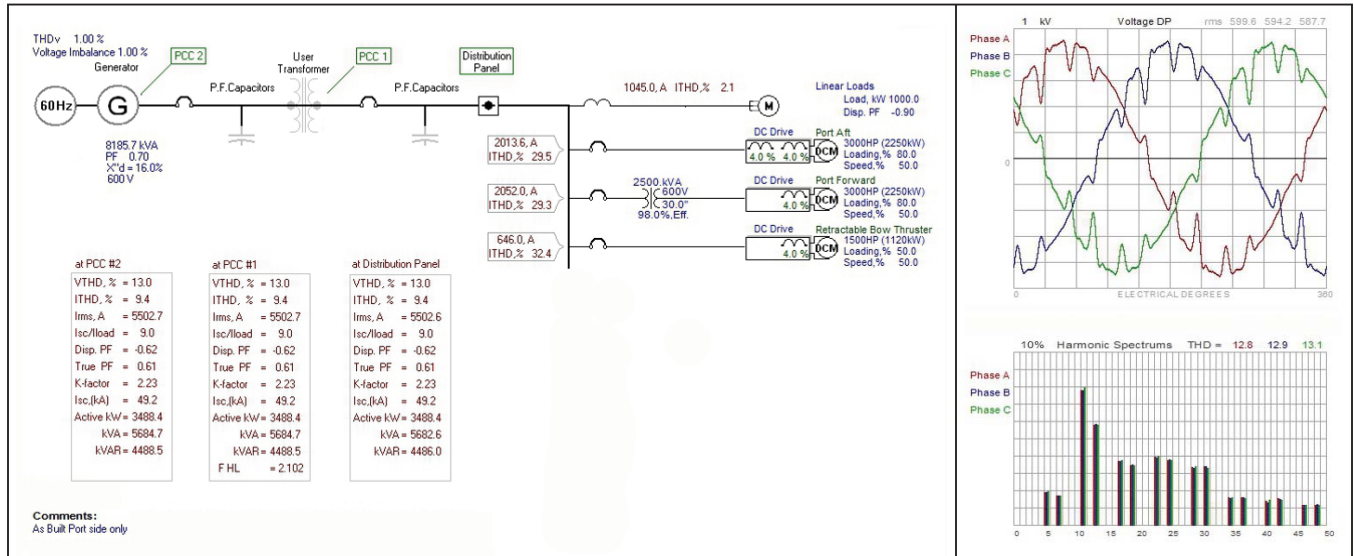 THDv 1.00 %
Voltage Imbalance 1.00 %
Generator
PCC 2
User
Transformer
PCC 1
Distribution
Panel
P.F.Capacitors
P.F.Capacitors
60Hz
G
8185.7 kVA
PF 0.70
X"d = 16.0%
600 V
1045.0, A ITHD,% 2.1
M
Linear Loads
Load, kW 1000.0
Disp. PF -0.90
2013.6, A
ITHD,% 29.5
DC Drive
4.0 % 4.0 %
DCM
Port Aft
3000HP (2250kW)
Loading,% 80.0
Speed,% 50.0
2052.0, A
ITHD,% 29.3
2500.kVA
600V
30.0"
98.0%,Eff.
DC Drive
4.0 %
DCM
Port Forward
3000HP (2250kW)
Loading,% 80.0
Speed,% 50.0
646.0, A
ITHD,% 32.4
DC Drive
4.0 %
DCM
Retractable Bow Thruster
1500HP (1120kW)
Loading,% 50.0
Speed,% 50.0
at PCC #2
VTHD, % = 13.0
ITHD, % = 9.4
Irms, A = 5502.7
Isc/Iload = 9.0
Disp. PF = -0.62
True PF = 0.61
K-factor = 2.23
Isc,(kA) = 49.2
Active kW = 3488.4
kVA = 5684.7
kVAR = 4488.5
at PCC #1
VTHD, % = 13.0
ITHD, % = 9.4
Irms, A = 5502.7
Isc/Iload = 9.0
Disp. PF = -0.62
True PF = 0.61
K-factor = 2.23
Isc,(kA) = 49.2
Active kW = 3488.4
kVA = 5684.7
kVAR = 4488.5
F HL = 2.102
at Distribution Panel
VTHD, % = 13.0
ITHD, % = 9.4
Irms, A = 5502.6
Isc/Iload = 9.0
Disp. PF = -0.62
True PF = 0.61
K-factor = 2.23
Isc,(kA) = 49.2
Active kW = 3488.4
kVA = 5682.6
kVAR = 4486.0
Comments:
As Built Port side only
1 kV Voltage DP rms 599.6 594.2 587.7
Phase A
Phase B
Phase C
0
0 ELECTRICAL DEGREES 360
10% Harmonic Spectrums THD = 12.8 12.9 13.1
Phase A
Phase B
Phase C
0 5 10 15 20 25 30 35 40 45 50